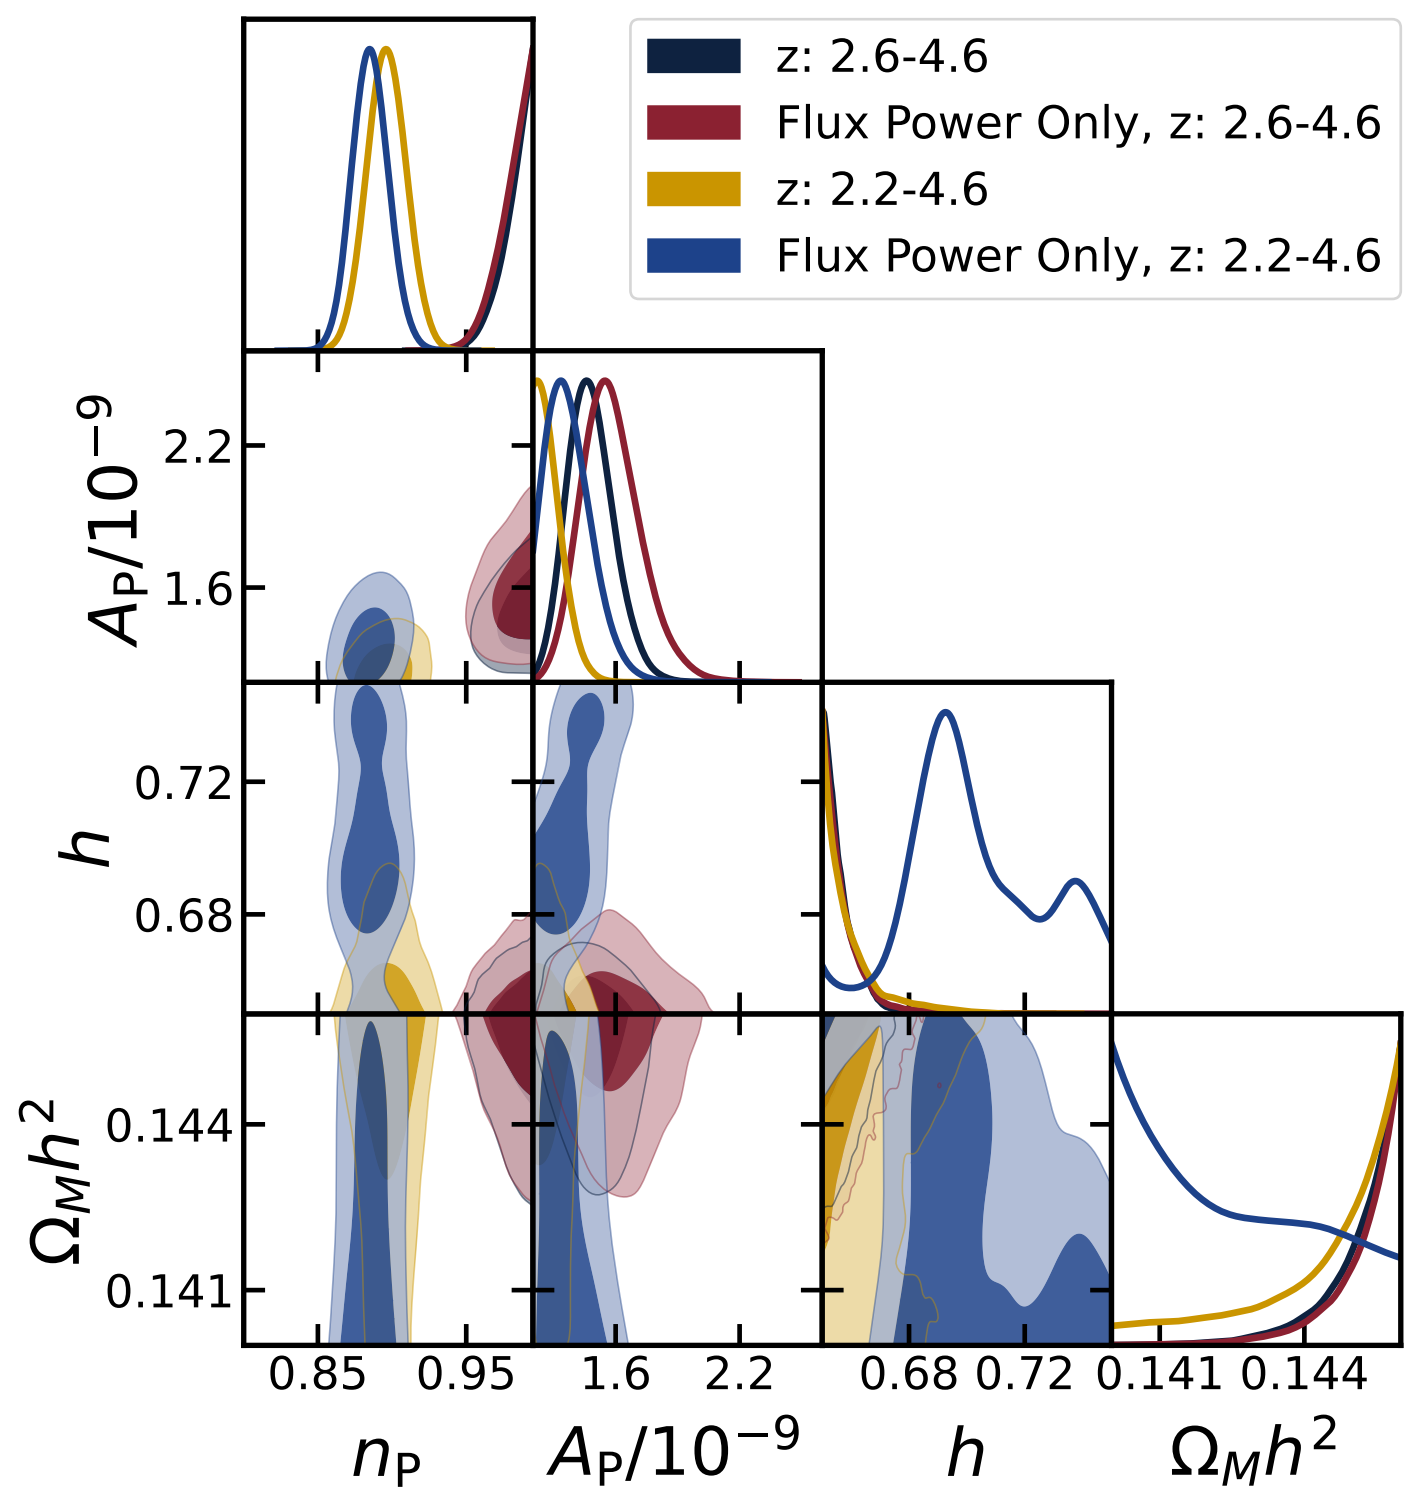 z: 2.6-4.6
Flux Power Only, z: 2.6-4.6
z: 2.2-4.6
Flux Power Only, z: 2.2-4.6
2.2
1.6
A_P/10⁻⁹
0.72
0.68
h
0.144
0.141
Ω_M h²
0.85 0.95 1.6 2.2 0.68 0.72 0.141 0.144
n_P A_P/10⁻⁹ h Ω_M h²